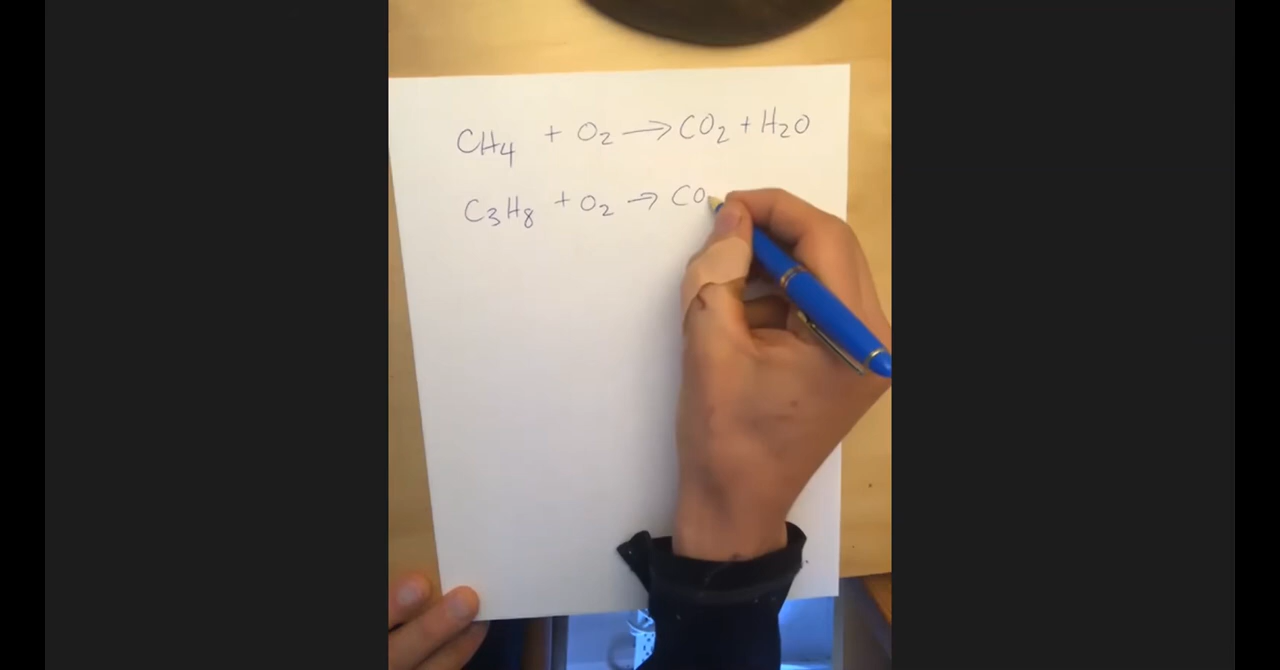 CH₄ + O₂ → CO₂ + H₂O
C₃H₈ + O₂ → CO